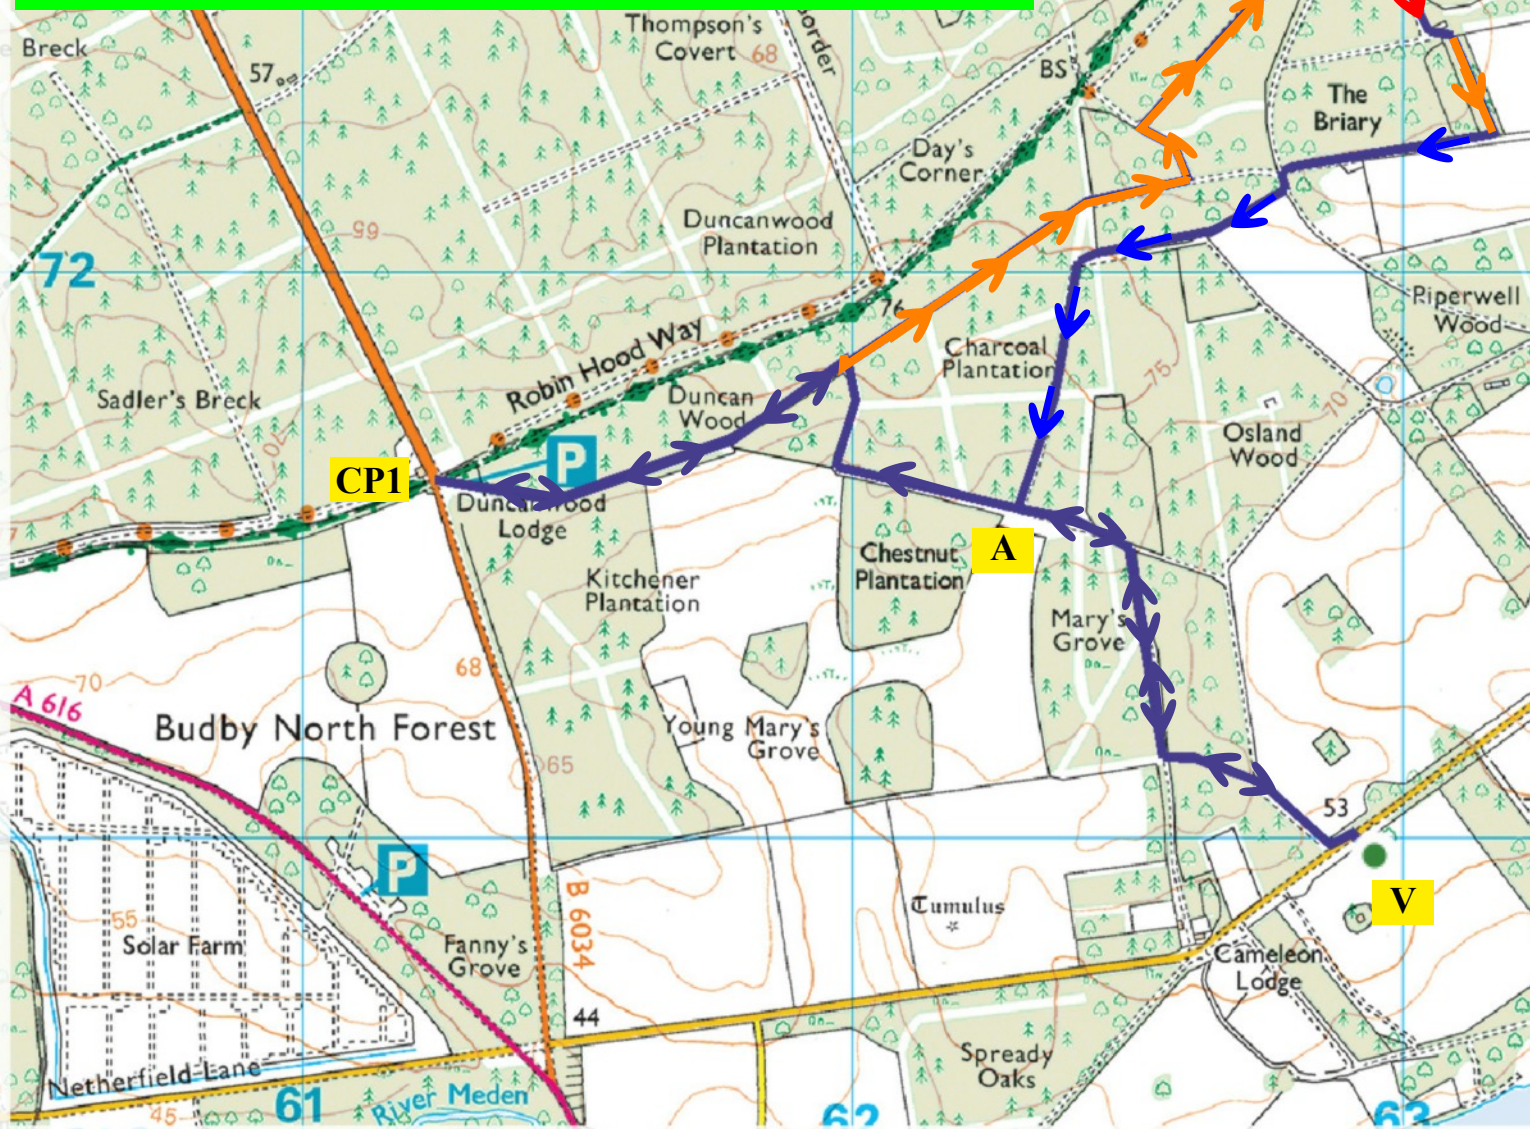 Breck
57
Thompson's
Covert
68
Border
BS
The
Briary
Day's
Corner
Duncanwood
Plantation
65
72
76
Piperwell
Wood
Robin Hood Way
Charcoal
Plantation
75
Sadler's Breck
Duncan
Wood
70
70
Osland
Wood
P
CP1
Duncanwood
Lodge
A
Chestnut
Plantation
Kitchener
Plantation
Mary's
Grove
68
70
A 616
Budby North Forest
Young Mary's
Grove
65
53
P
V
B 6034
Tumulus
55
Solar Farm
Fanny's
Grove
Cameleon
Lodge
44
Spready
Oaks
Netherfield Lane
61
River Meden
45
62
63